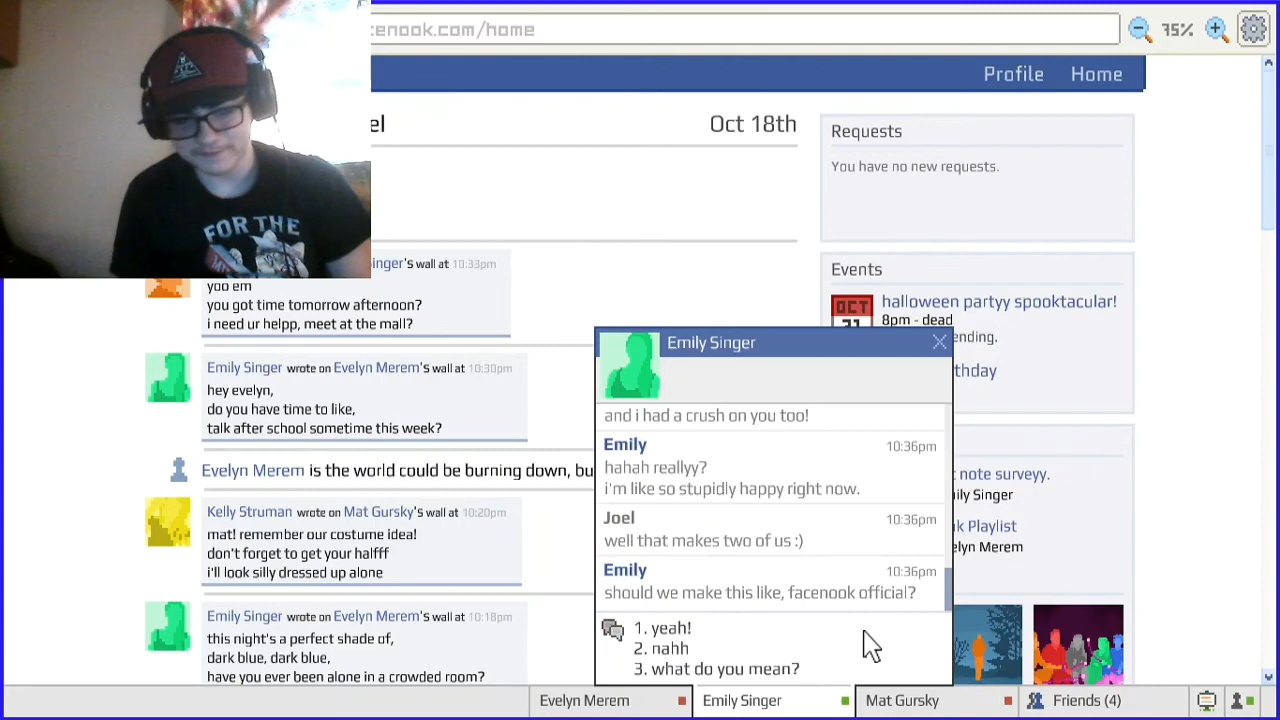 enook.com/home
75%
Profile Home
el
Oct 18th
Requests
You have no new requests.
Events
OCT
31
halloween partyy spooktacular!
8pm - dead
ending.
thday
inger's wall at 10:33pm
yoo em
you got time tomorrow afternoon?
i need ur helpp, meet at the mall?
Emily Singer wrote on Evelyn Merem's wall at 10:30pm
hey evelyn,
do you have time to like,
talk after school sometime this week?
Evelyn Merem is the world could be burning down, bu
Kelly Struman wrote on Mat Gursky's wall at 10:20pm
mat! remember our costume idea!
don't forget to get your halfff
i'll look silly dressed up alone
Emily Singer wrote on Evelyn Merem's wall at 10:18pm
this night's a perfect shade of,
dark blue, dark blue,
have you ever been alone in a crowded room?
Emily Singer
and i had a crush on you too!
Emily 10:36pm
hahah reallyy?
i'm like so stupidly happy right now.
Joel 10:36pm
well that makes two of us :)
Emily 10:36pm
should we make this like, facenook official?
1. yeah!
2. nahh
3. what do you mean?
note surveyy.
ily Singer
k Playlist
elyn Merem
FOR THE
Evelyn Merem
Emily Singer
Mat Gursky
Friends (4)